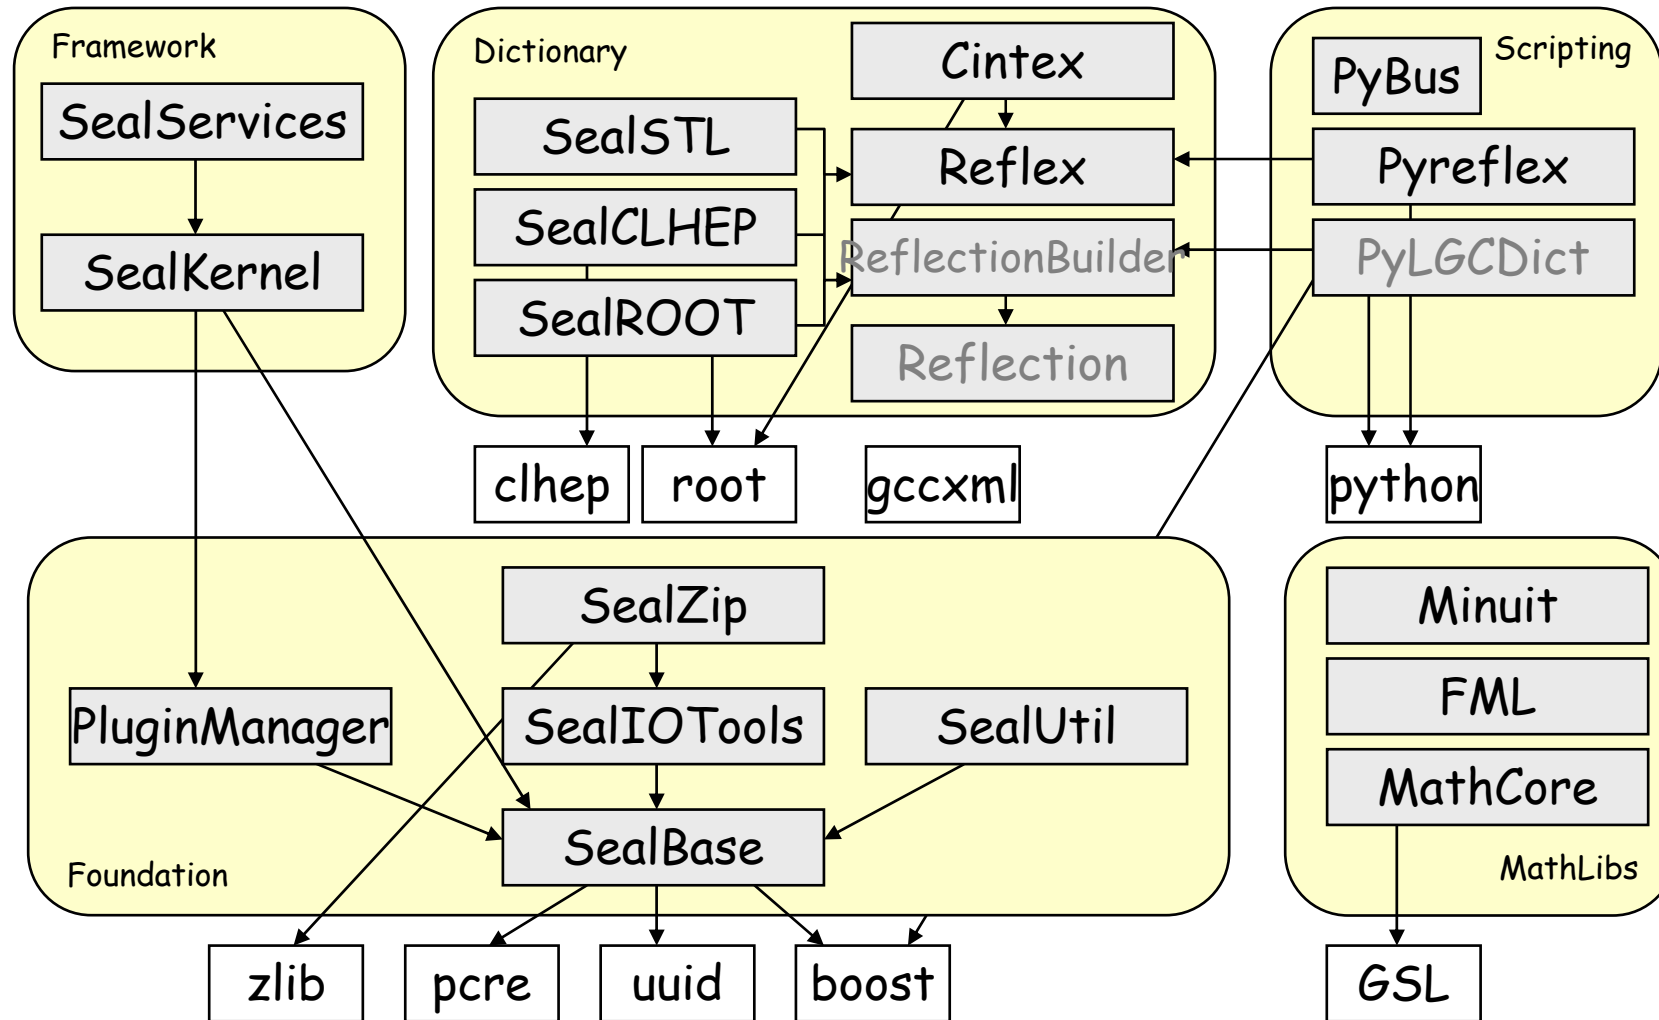 Framework
SealServices
SealKernel
Dictionary
Cintex
SealSTL
Reflex
SealCLHEP
ReflectionBuilder
SealROOT
Reflection
Scripting
PyBus
Pyreflex
PyLGCDict
clhep
root
gccxml
python
SealZip
PluginManager
SealIOTools
SealUtil
SealBase
Foundation
Minuit
FML
MathCore
MathLibs
zlib
pcre
uuid
boost
GSL